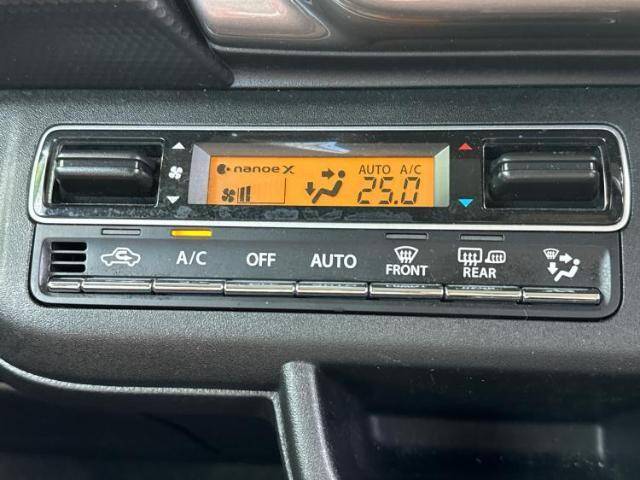 nanoe X AUTO A/C
25.0
A/C OFF AUTO FRONT REAR